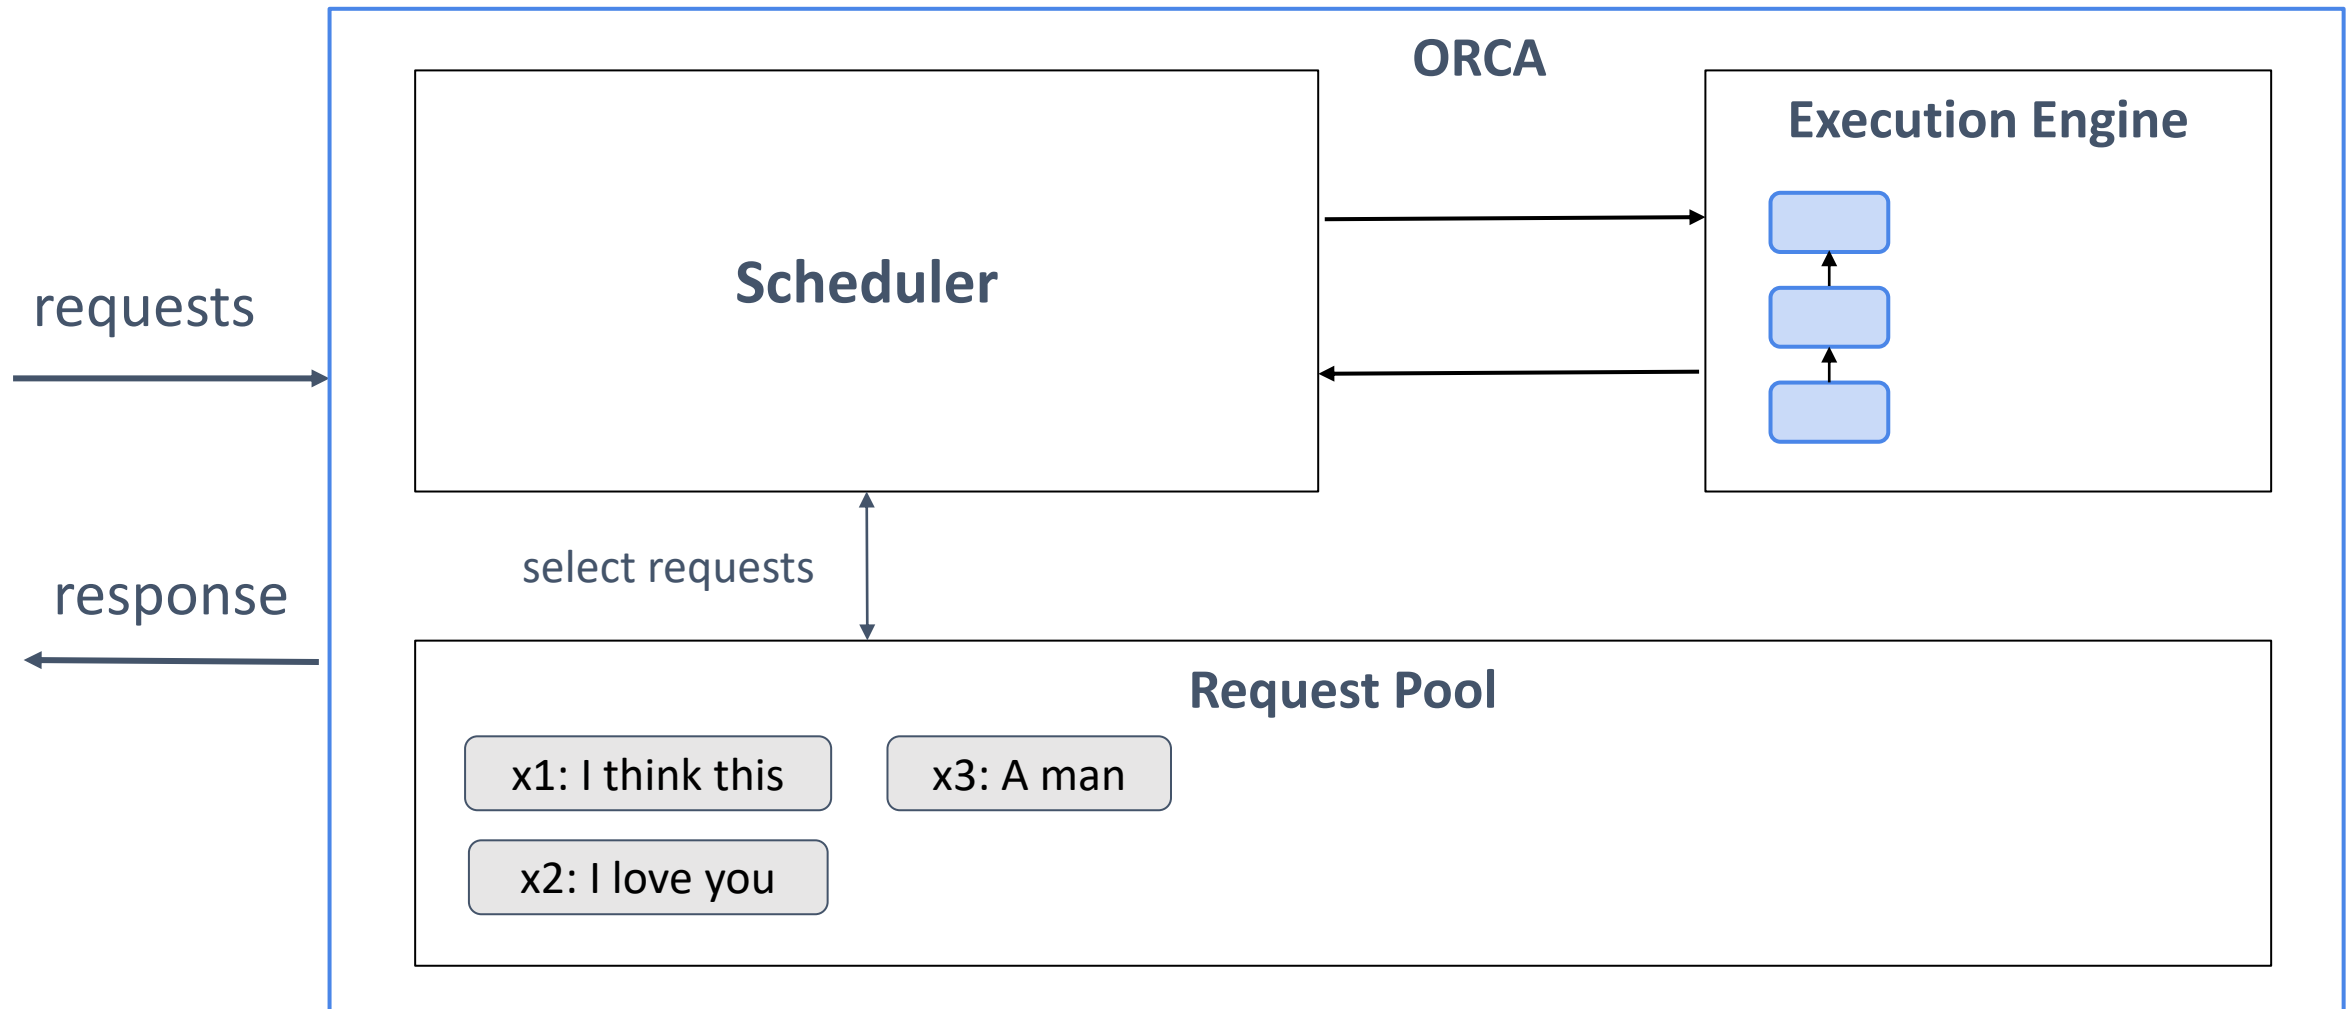 ORCA
Execution Engine
Scheduler
requests
select requests
response
Request Pool
x1: I think this
x3: A man
x2: I love you